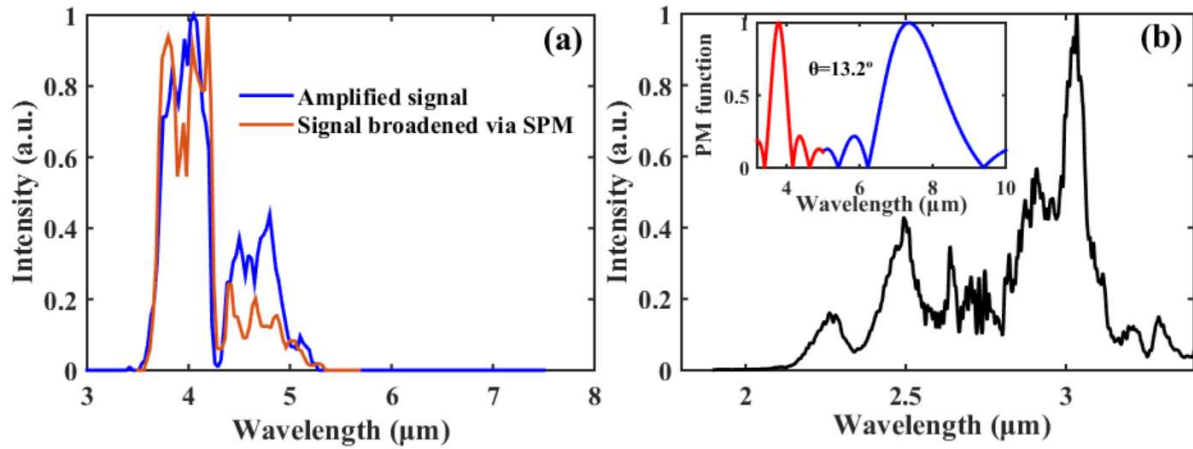 (a)
Amplified signal
Signal broadened via SPM
Intensity (a.u.)
1
0.8
0.6
0.4
0.2
0
3
4
5
6
7
8
Wavelength (μm)
(b)
Intensity (a.u.)
1
0.8
0.6
0.4
0.2
0
2
2.5
3
Wavelength (μm)
PM function
1
0.5
0
θ=13.2º
4
6
8
10
Wavelength (μm)